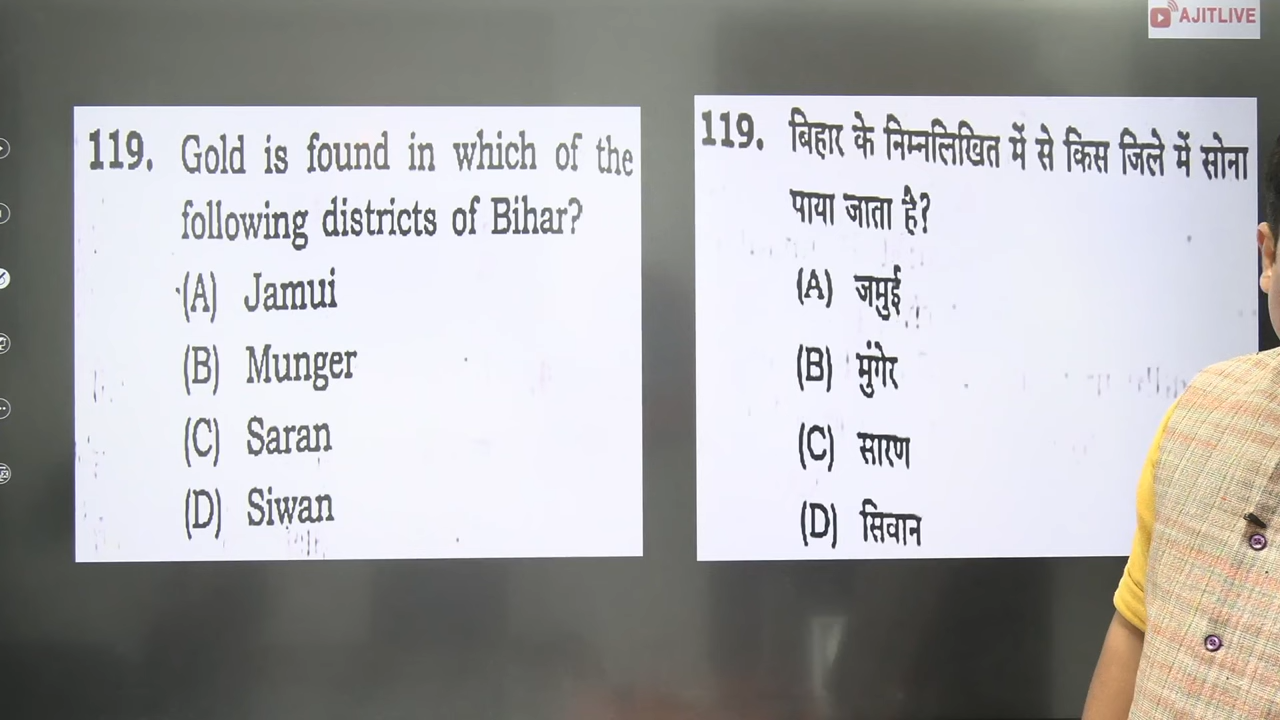 AJITLIVE
119. Gold is found in which of the
following districts of Bihar?
(A) Jamui
(B) Munger
(C) Saran
(D) Siwan
119. बिहार के निम्नलिखित में से किस जिले में सोना
पाया जाता है?
(A) जमुई
(B) मुंगेर
(C) सारण
(D) सिवान